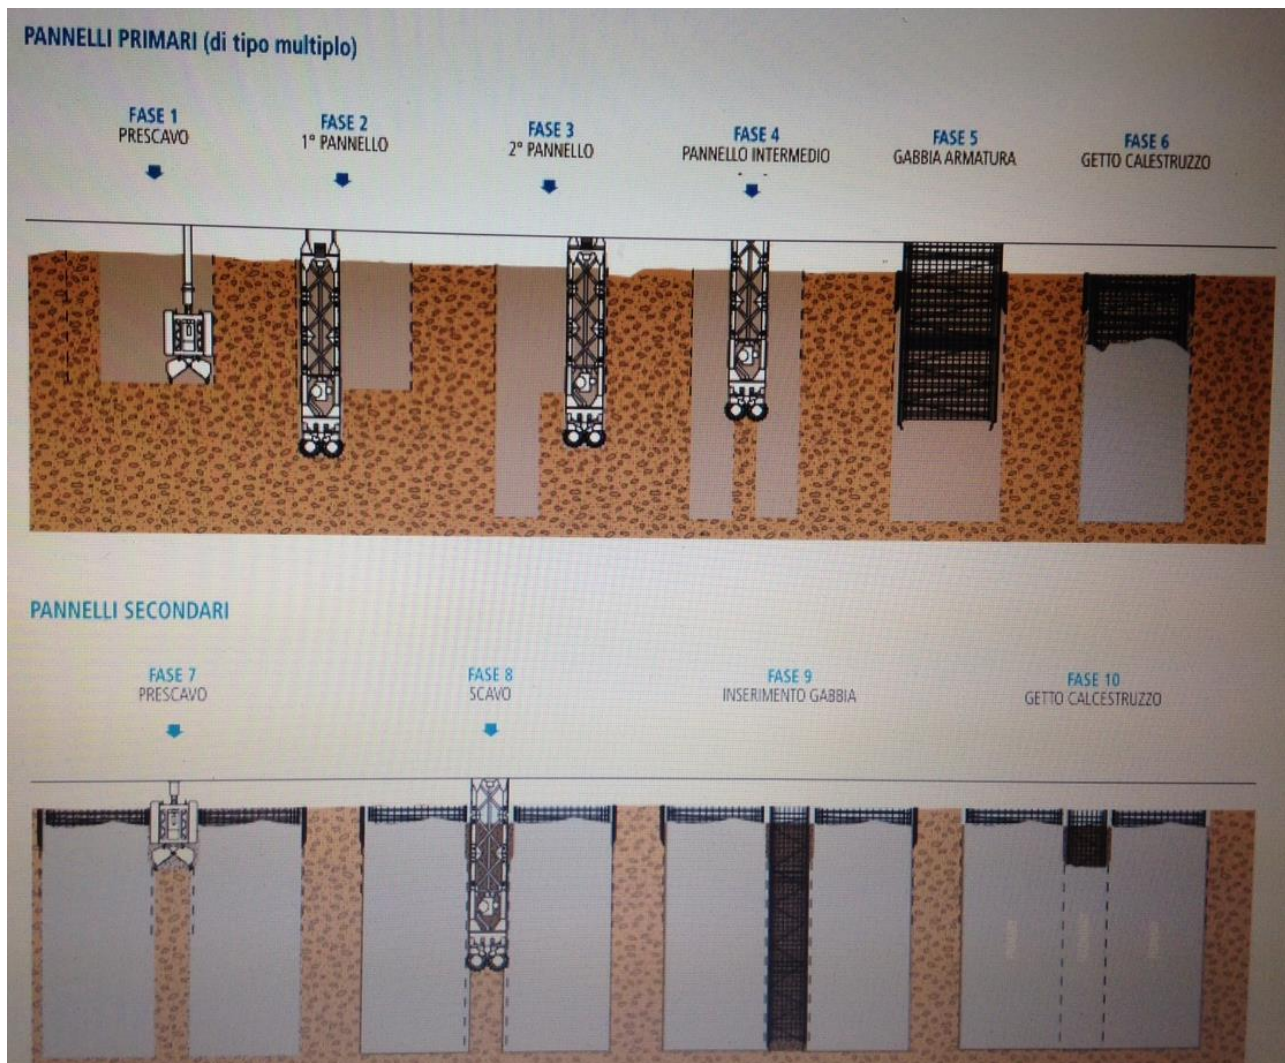 PANNELLI PRIMARI (di tipo multiplo)
FASE 1
PRESCAVO
FASE 2
1° PANNELLO
FASE 3
2° PANNELLO
FASE 4
PANNELLO INTERMEDIO
FASE 5
GABBIA ARMATURA
FASE 6
GETTO CALESTRUZZO
PANNELLI SECONDARI
FASE 7
PRESCAVO
FASE 8
SCAVO
FASE 9
INSERIMENTO GABBIA
FASE 10
GETTO CALCESTRUZZO